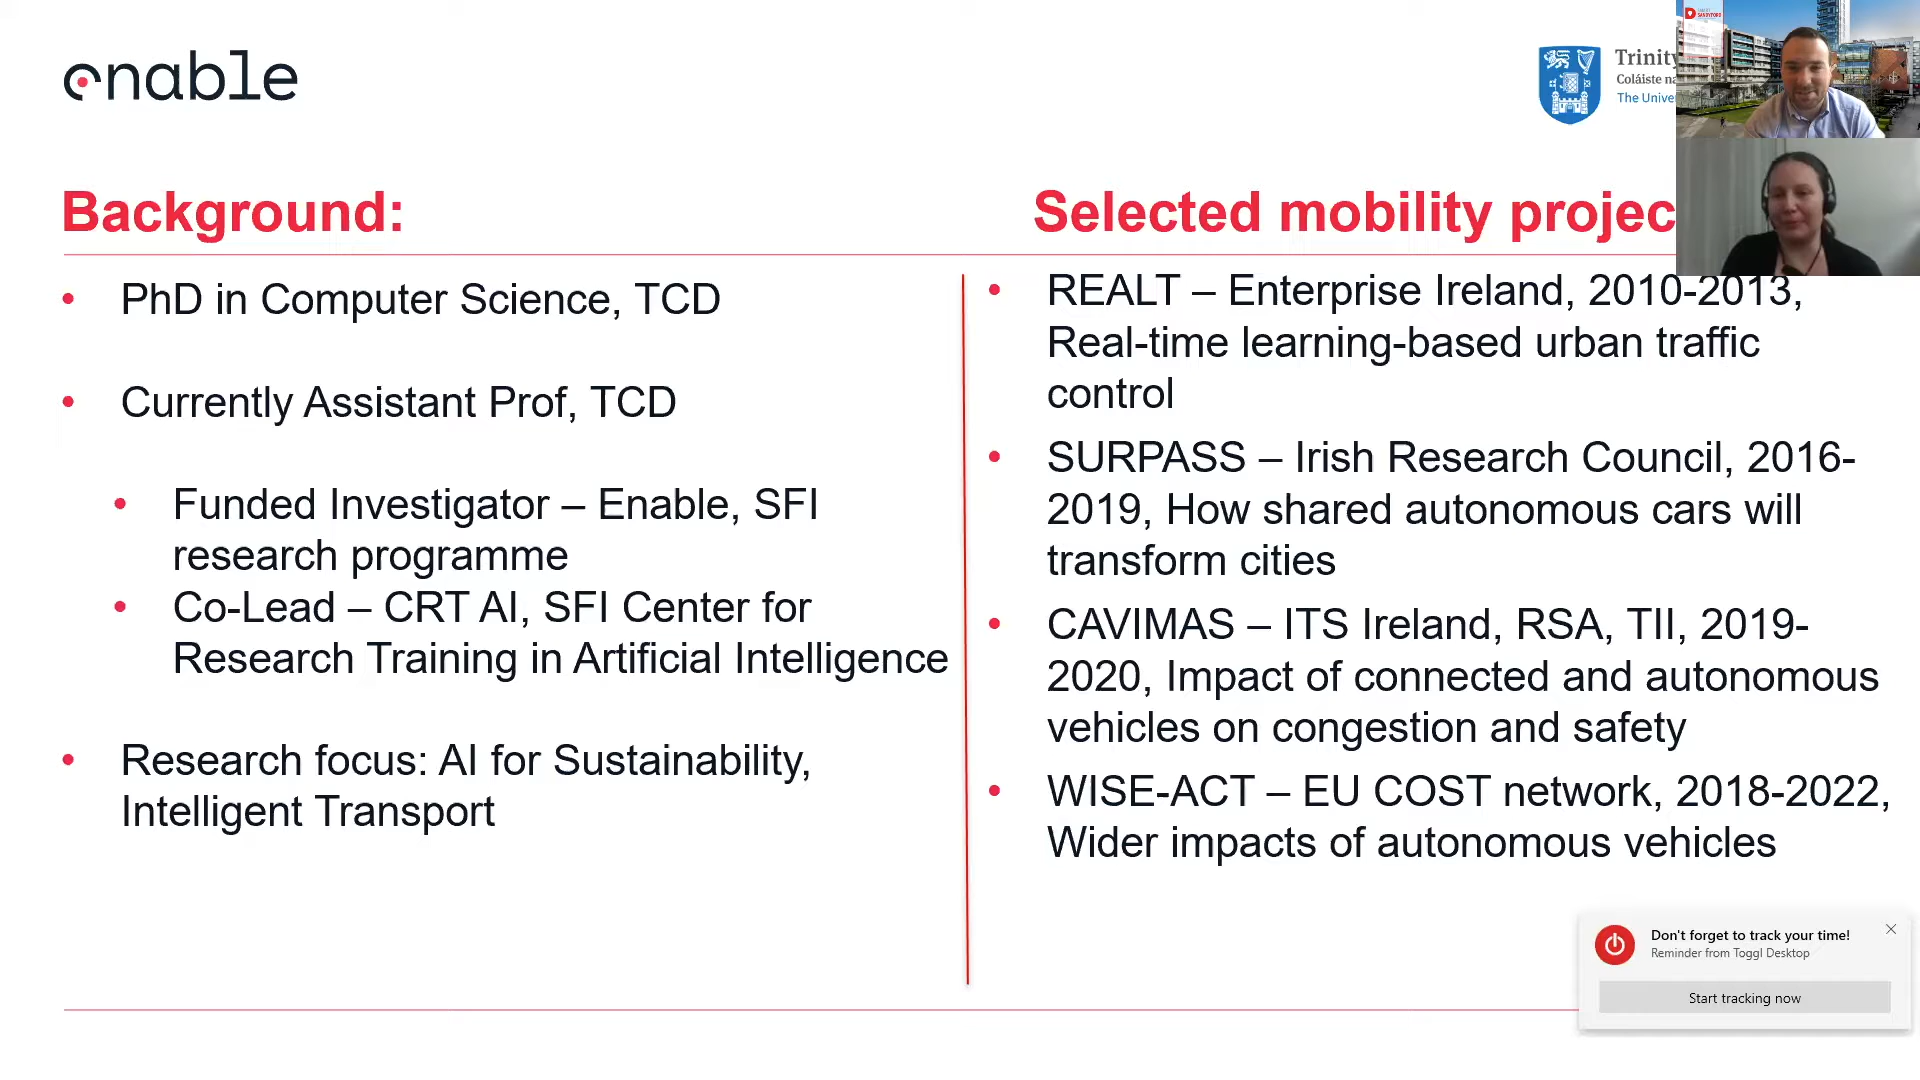 enable
Trinity
Coláiste na
The Univer
SMART
SANDYFORD
Background:
PhD in Computer Science, TCD
Currently Assistant Prof, TCD
Funded Investigator – Enable, SFI
research programme
Co-Lead – CRT AI, SFI Center for
Research Training in Artificial Intelligence
Research focus: AI for Sustainability,
Intelligent Transport
Selected mobility projec
REALT – Enterprise Ireland, 2010-2013,
Real-time learning-based urban traffic
control
SURPASS – Irish Research Council, 2016-
2019, How shared autonomous cars will
transform cities
CAVIMAS – ITS Ireland, RSA, TII, 2019-
2020, Impact of connected and autonomous
vehicles on congestion and safety
WISE-ACT – EU COST network, 2018-2022,
Wider impacts of autonomous vehicles
Don't forget to track your time!
Reminder from Toggl Desktop
Start tracking now